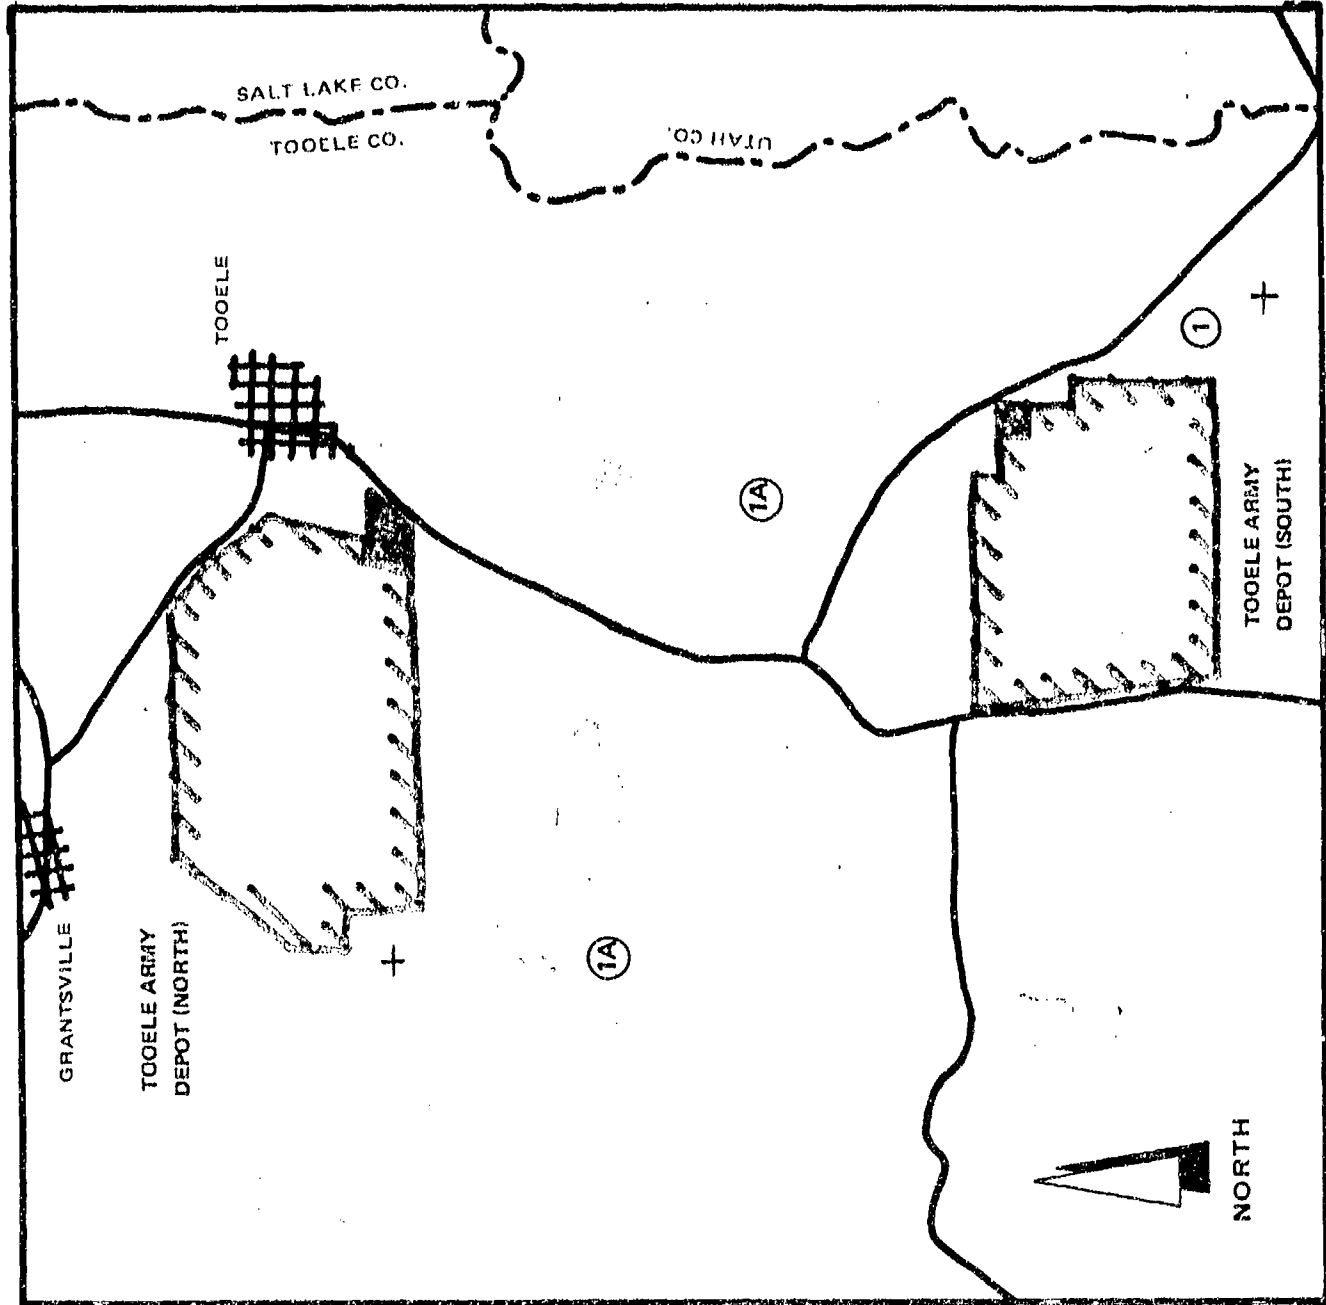 SALT LAKE CO.
TOOELE CO.
UTAH CO.
TOOELE
1
1A
TOOELE ARMY
DEPOT (SOUTH)
GRANTSVILLE
TOOELE ARMY
DEPOT (NORTH)
1A
NORTH